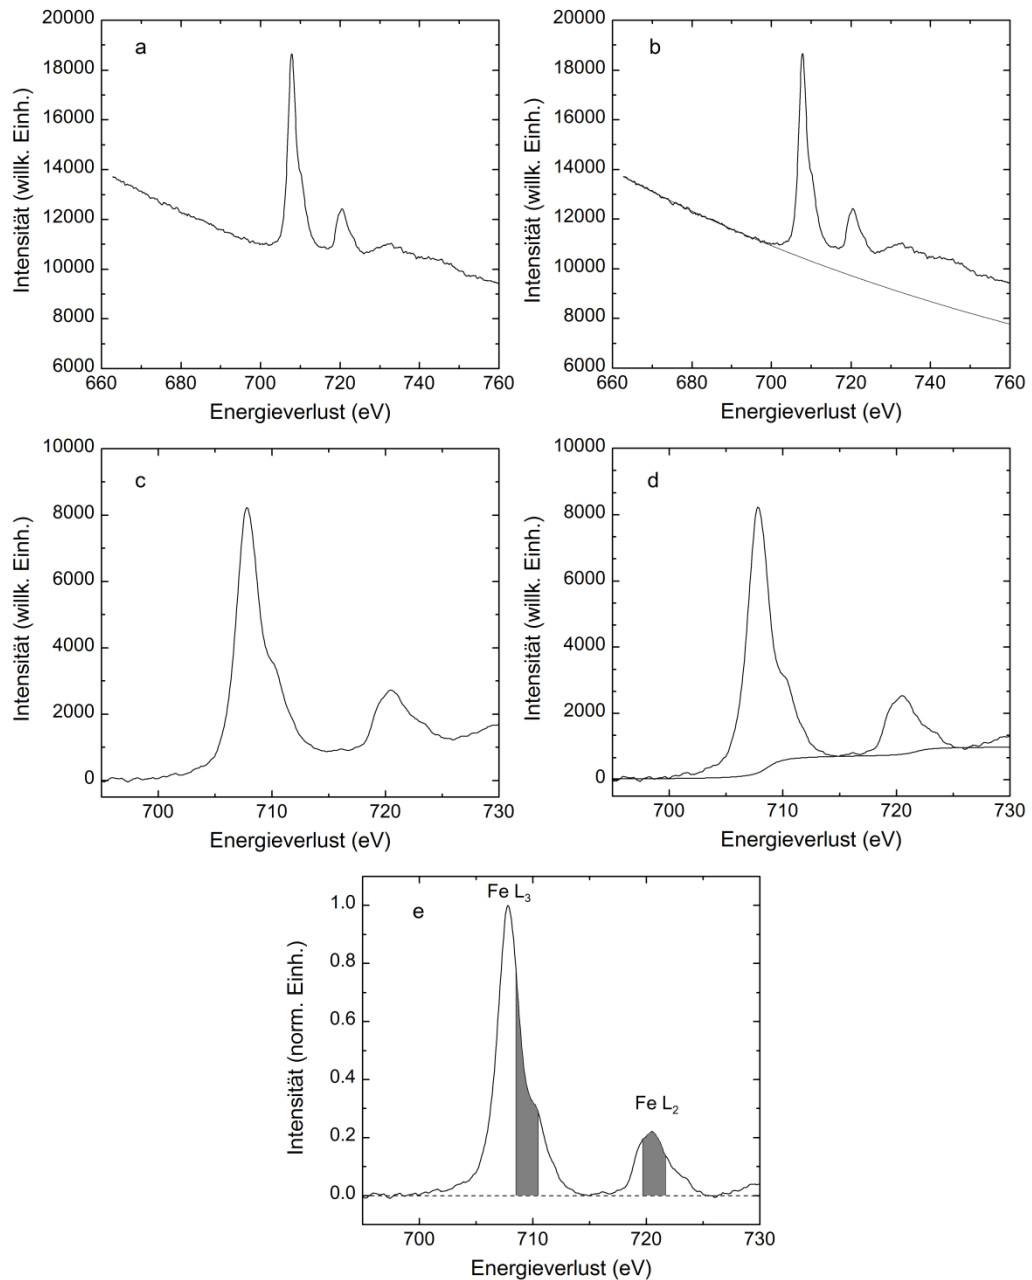 a
20000
18000
16000
14000
12000
10000
8000
6000
660 680 700 720 740 760
Intensität (willk. Einh.)
Energieverlust (eV)
b
20000
18000
16000
14000
12000
10000
8000
6000
660 680 700 720 740 760
Intensität (willk. Einh.)
Energieverlust (eV)
c
10000
8000
6000
4000
2000
0
700 710 720 730
Intensität (willk. Einh.)
Energieverlust (eV)
d
10000
8000
6000
4000
2000
0
700 710 720 730
Intensität (willk. Einh.)
Energieverlust (eV)
e
Fe L₃
Fe L₂
1.0
0.8
0.6
0.4
0.2
0.0
700 710 720 730
Intensität (norm. Einh.)
Energieverlust (eV)